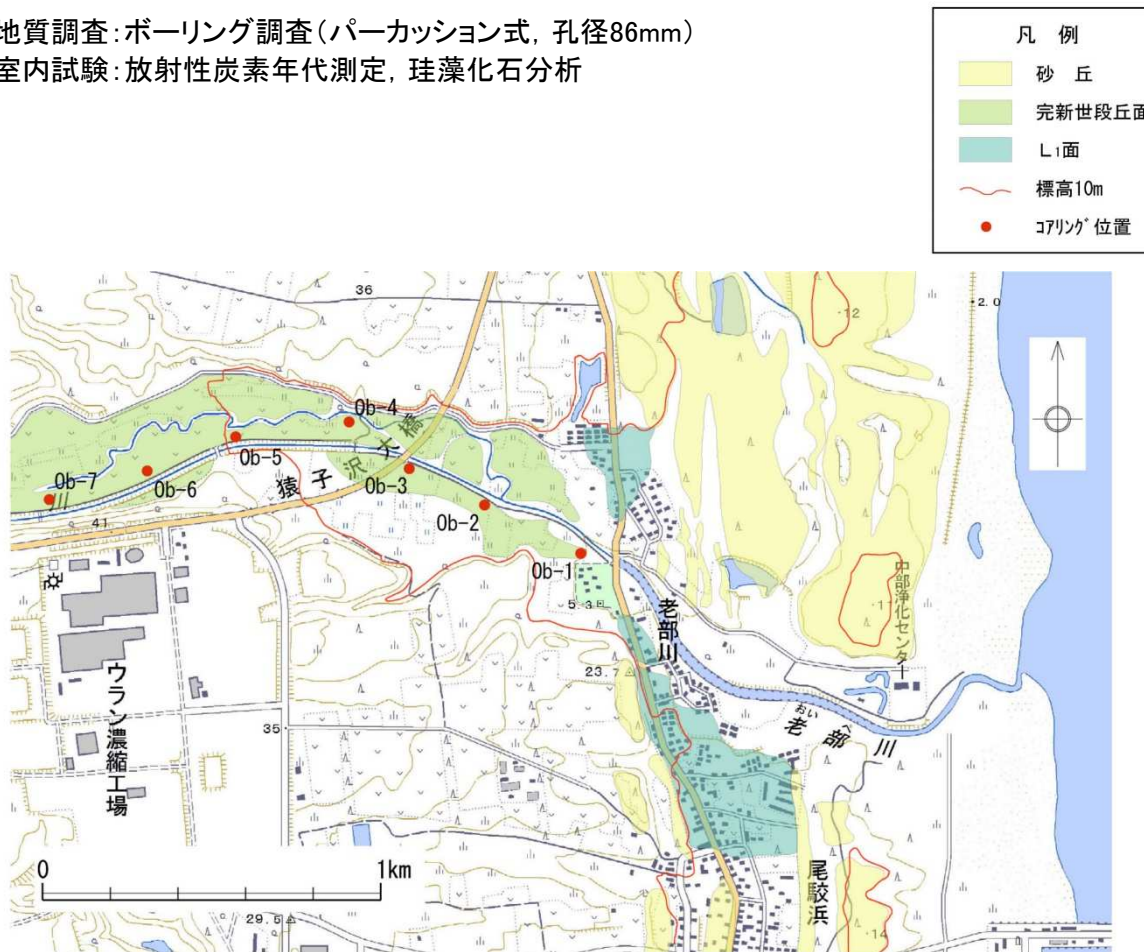 地質調査:ボーリング調査(パーカッション式, 孔径86mm)
室内試験:放射性炭素年代測定, 珪藻化石分析
凡 例
砂 丘
完新世段丘面
L1面
標高10m
コアリング位置
36
12
2.0
Ob-4
Ob-5
Ob-7
川
Ob-6
猿子沢大橋
Ob-3
Ob-2
Ob-1
41
5.3
老部川
中部浄化センター
11
23.7
ウラン濃縮工場
35
おいべ
老部川
0
1km
尾駮浜
29.5
14